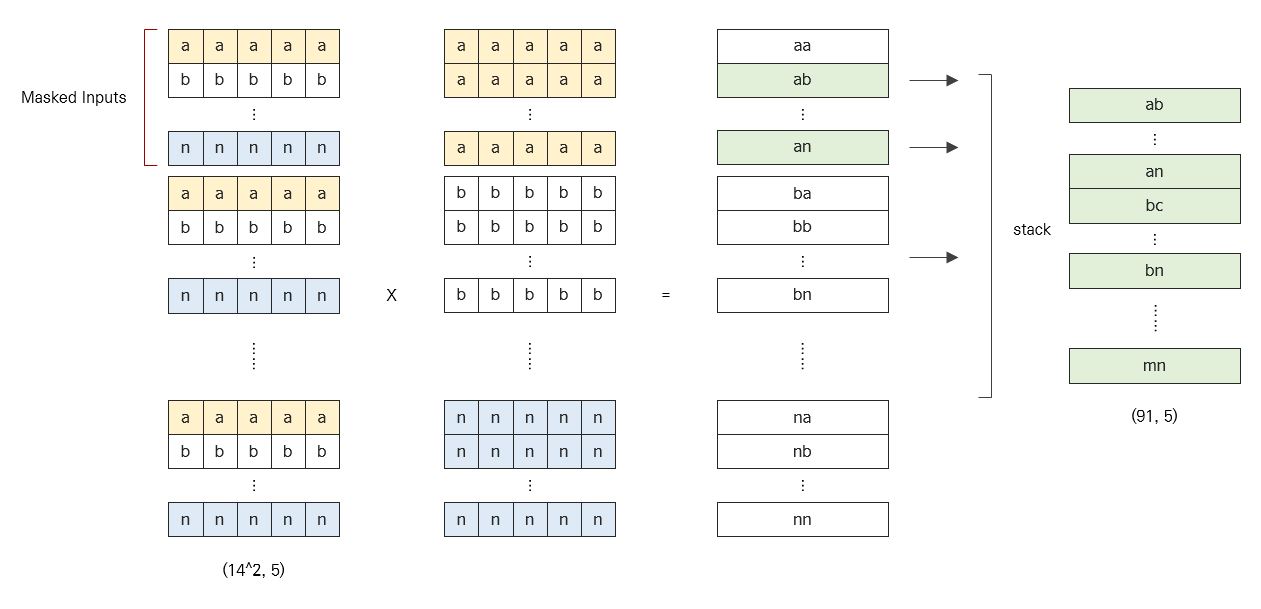 a a a a a a a a a a aa
b b b b b a a a a a ab
ab
Masked Inputs
n n n n n a a a a a an
an
a a a a a b b b b b ba
bc
b b b b b b b b b b bb
stack
bn
n n n n n X b b b b b = bn
mn
a a a a a n n n n n na
(91, 5)
b b b b b n n n n n nb
n n n n n n n n n n nn
(14^2, 5)